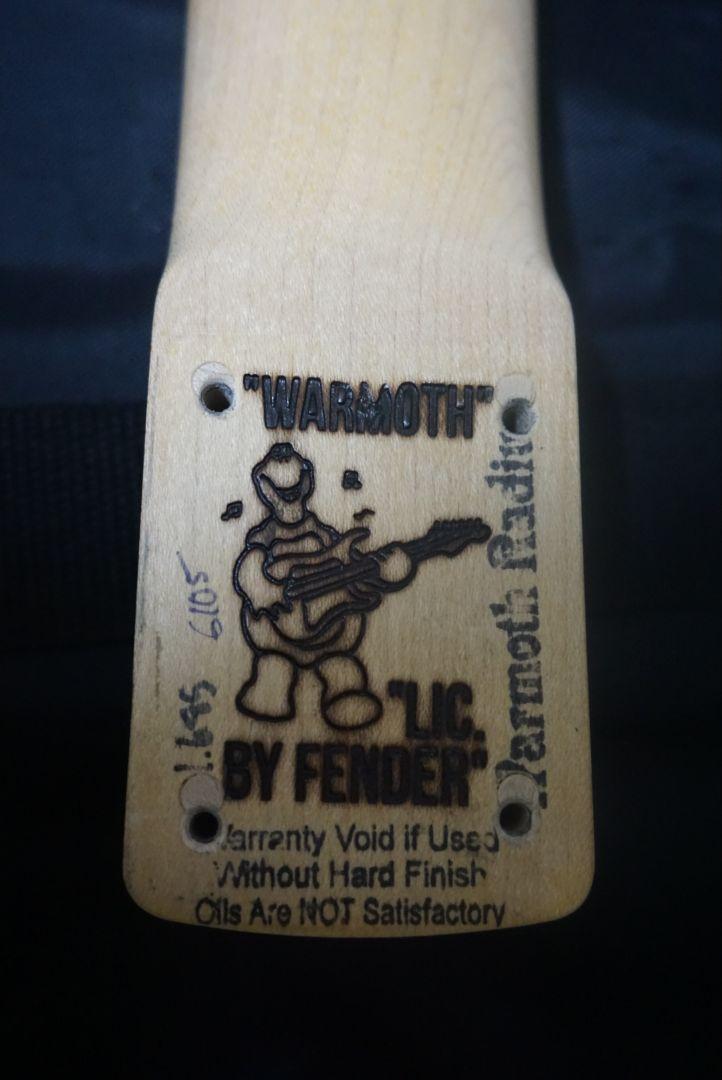 "WARMOTH"
Warmoth Radius
6105
1.685
"LIC.
BY FENDER"
Warranty Void if Used
Without Hard Finish
Oils Are NOT Satisfactory